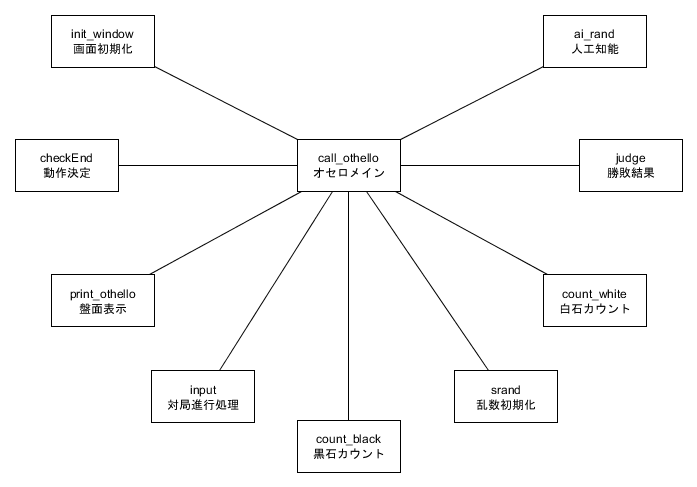 init_window
画面初期化
ai_rand
人工知能
checkEnd
動作決定
call_othello
オセロメイン
judge
勝敗結果
print_othello
盤面表示
count_white
白石カウント
input
対局進行処理
srand
乱数初期化
count_black
黒石カウント